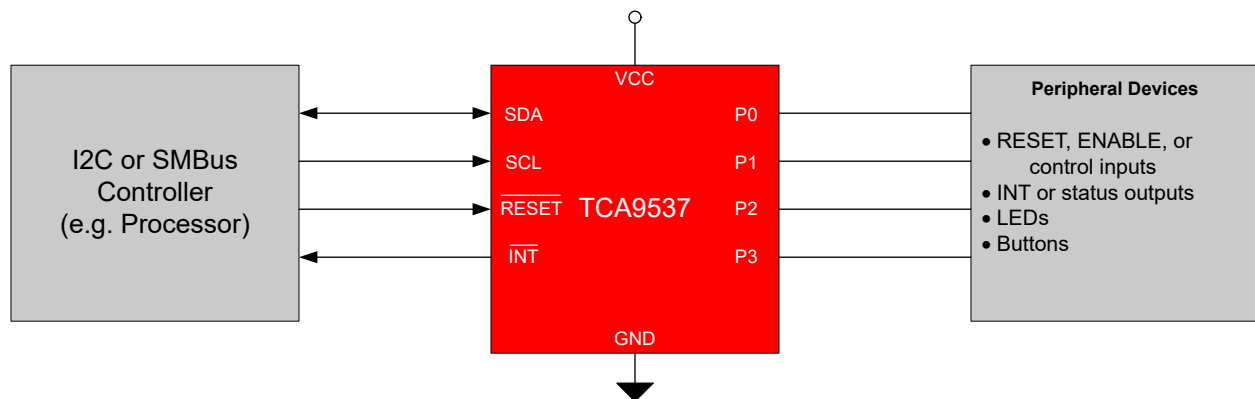 I2C or SMBus
Controller
(e.g. Processor)
VCC
SDA
SCL
RESET
INT
TCA9537
P0
P1
P2
P3
GND
Peripheral Devices
• RESET, ENABLE, or
control inputs
• INT or status outputs
• LEDs
• Buttons